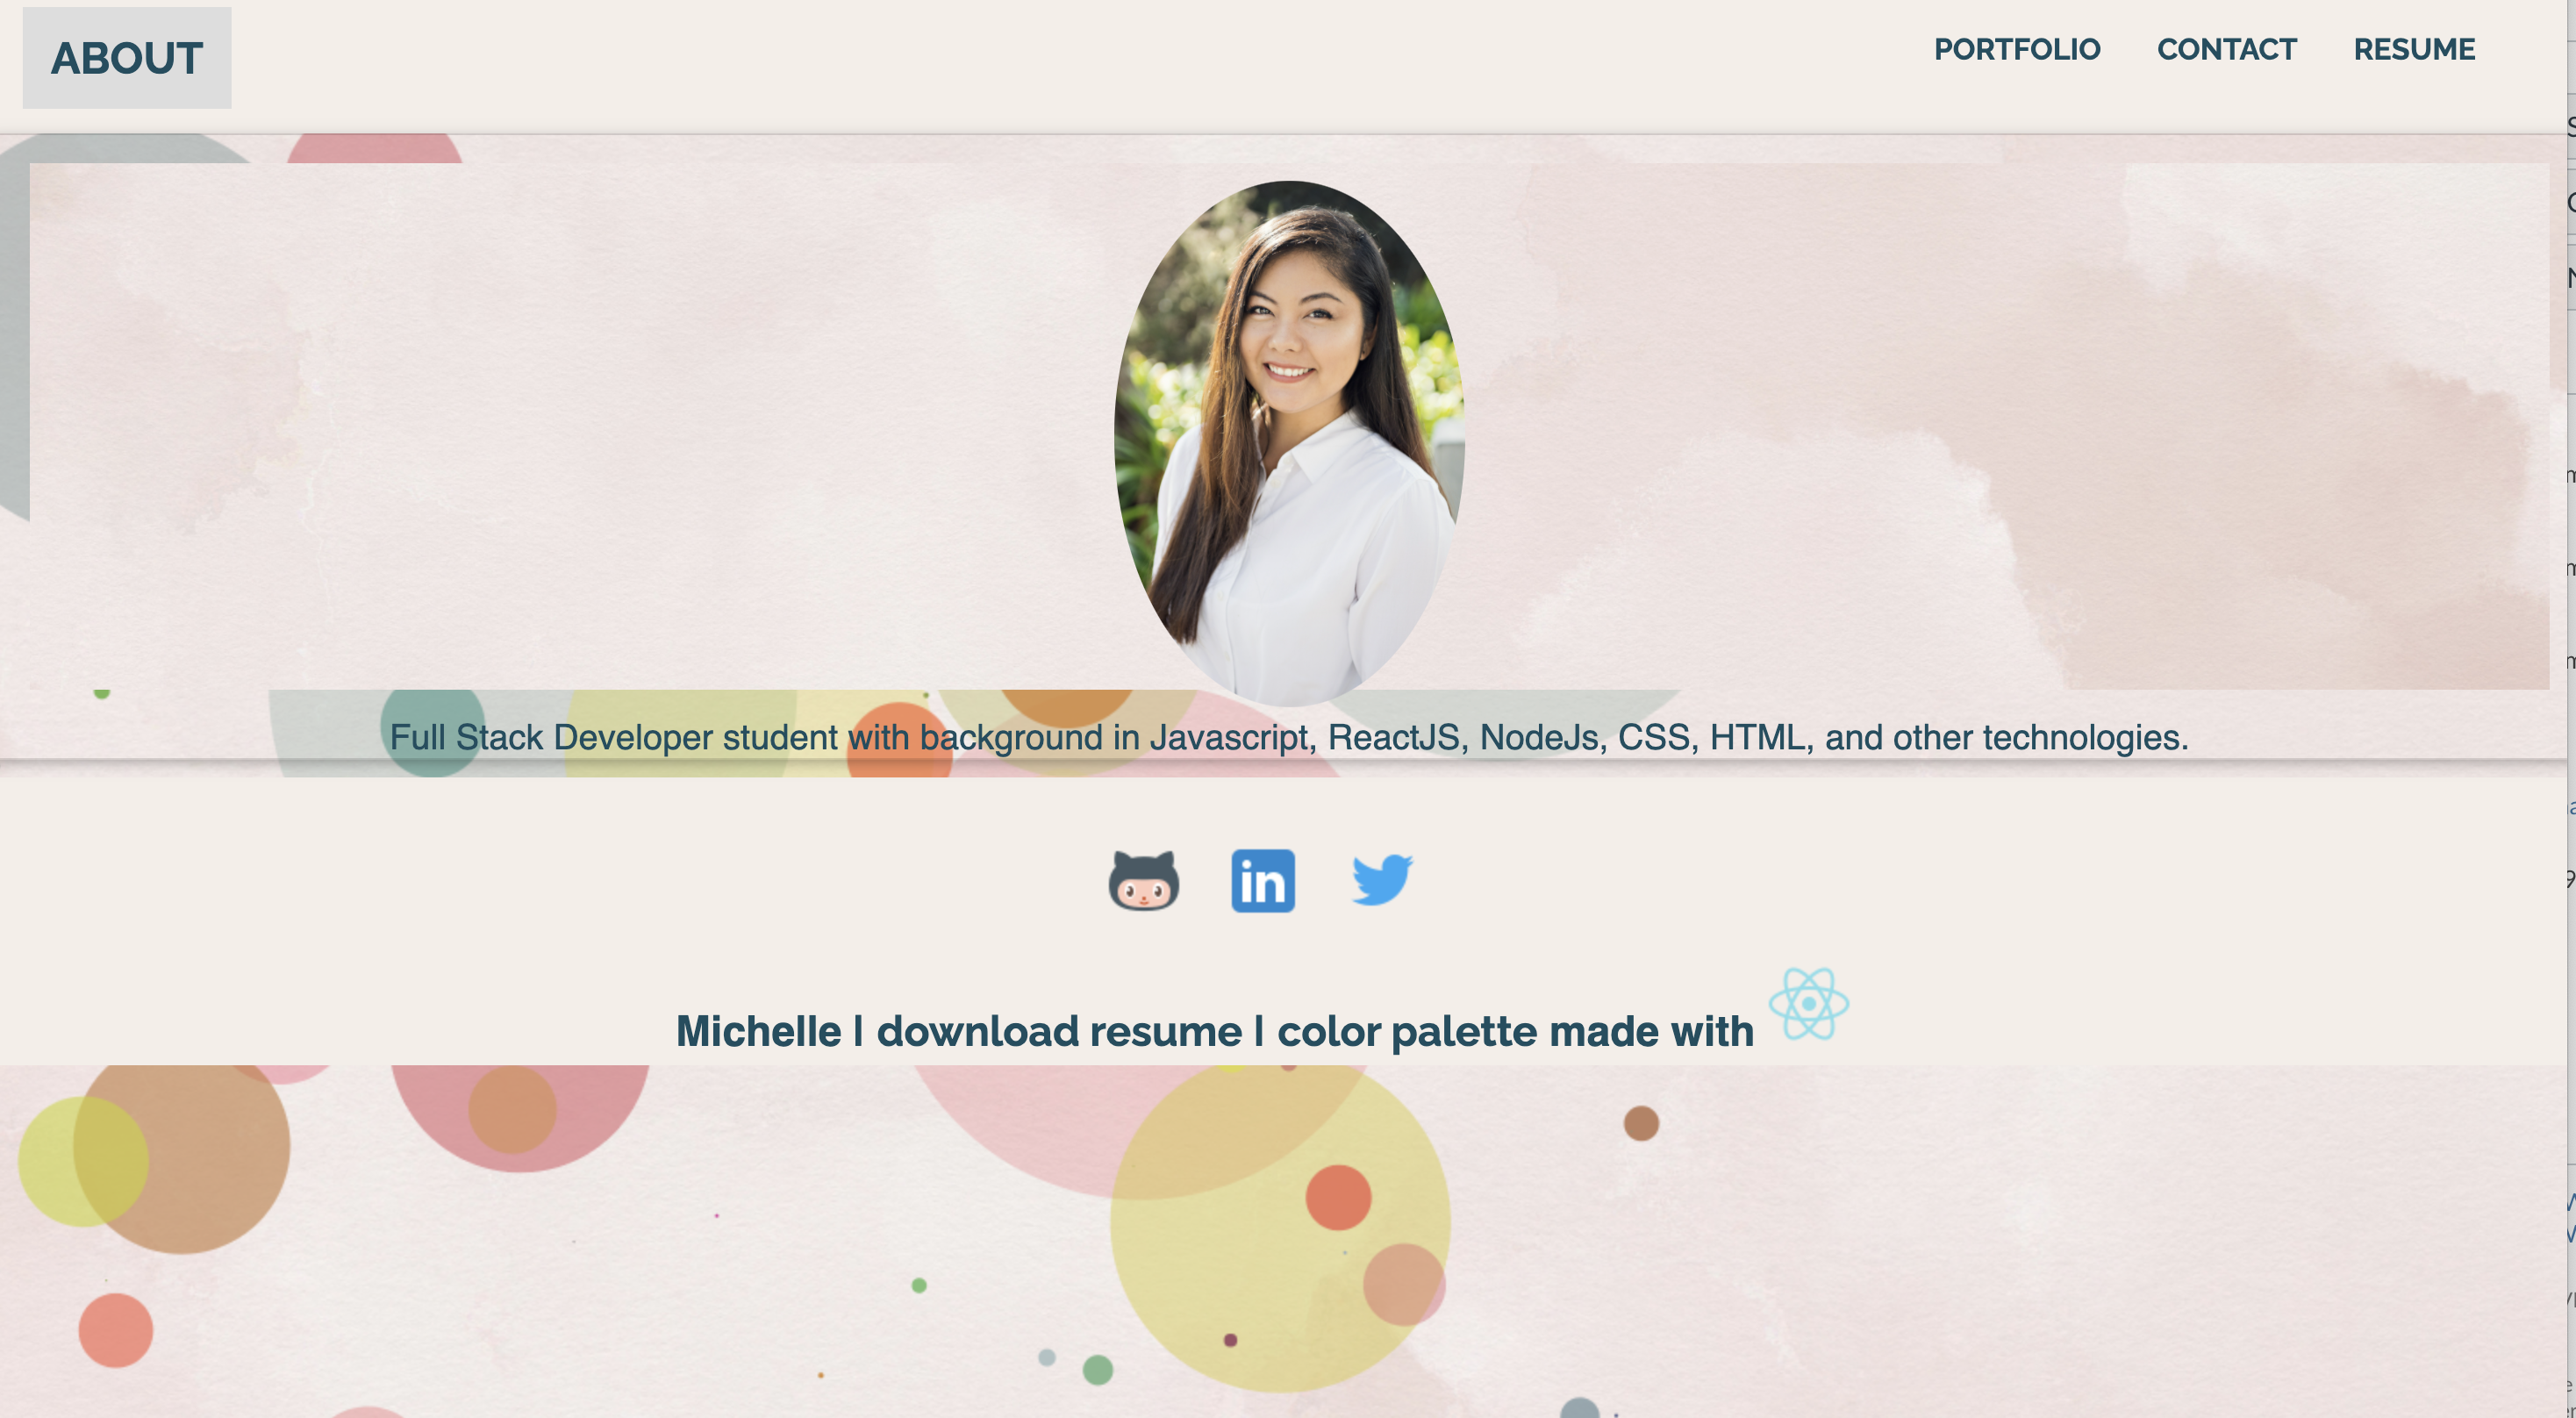 ABOUT
PORTFOLIO CONTACT RESUME
Full Stack Developer student with background in Javascript, ReactJS, NodeJs, CSS, HTML, and other technologies.
in
Michelle | download resume | color palette made with